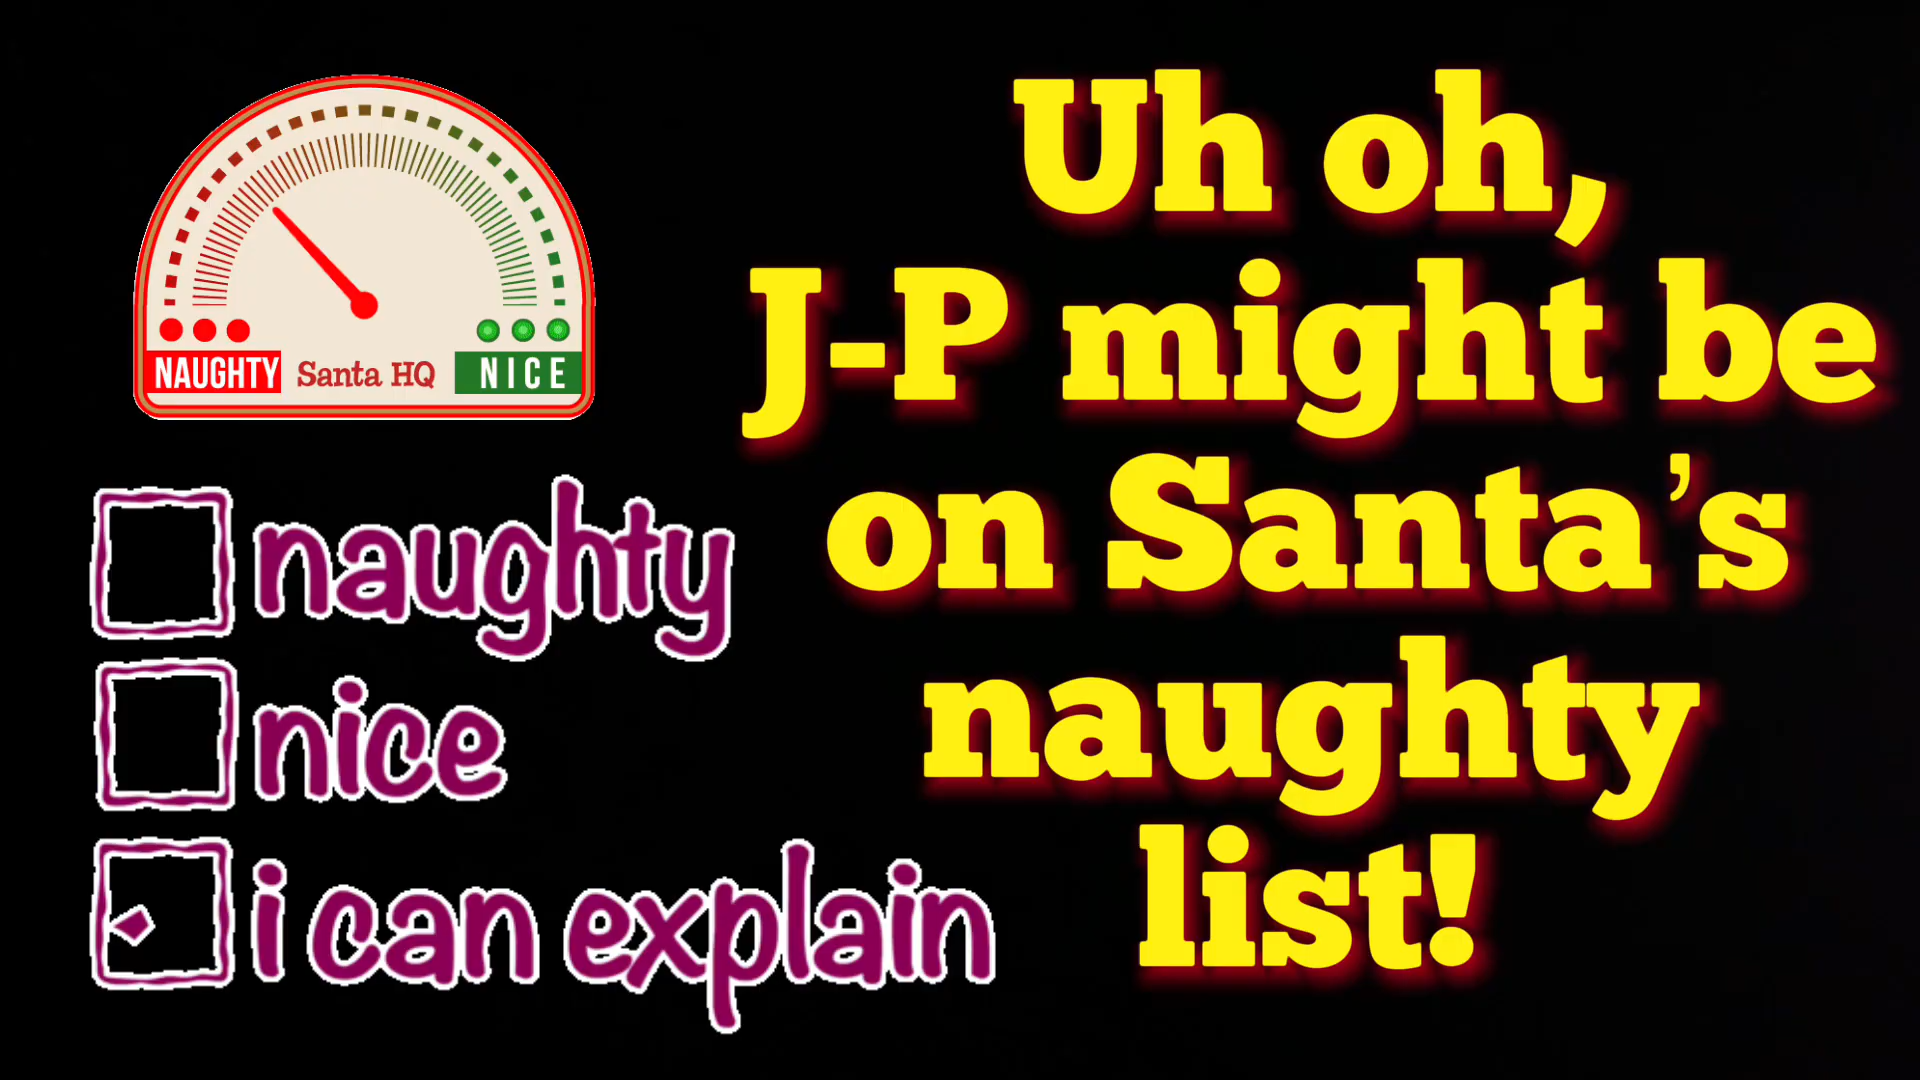 NAUGHTY Santa HQ NICE
naughty
nice
i can explain
Uh oh,
J-P might be
on Santa’s
naughty
list!